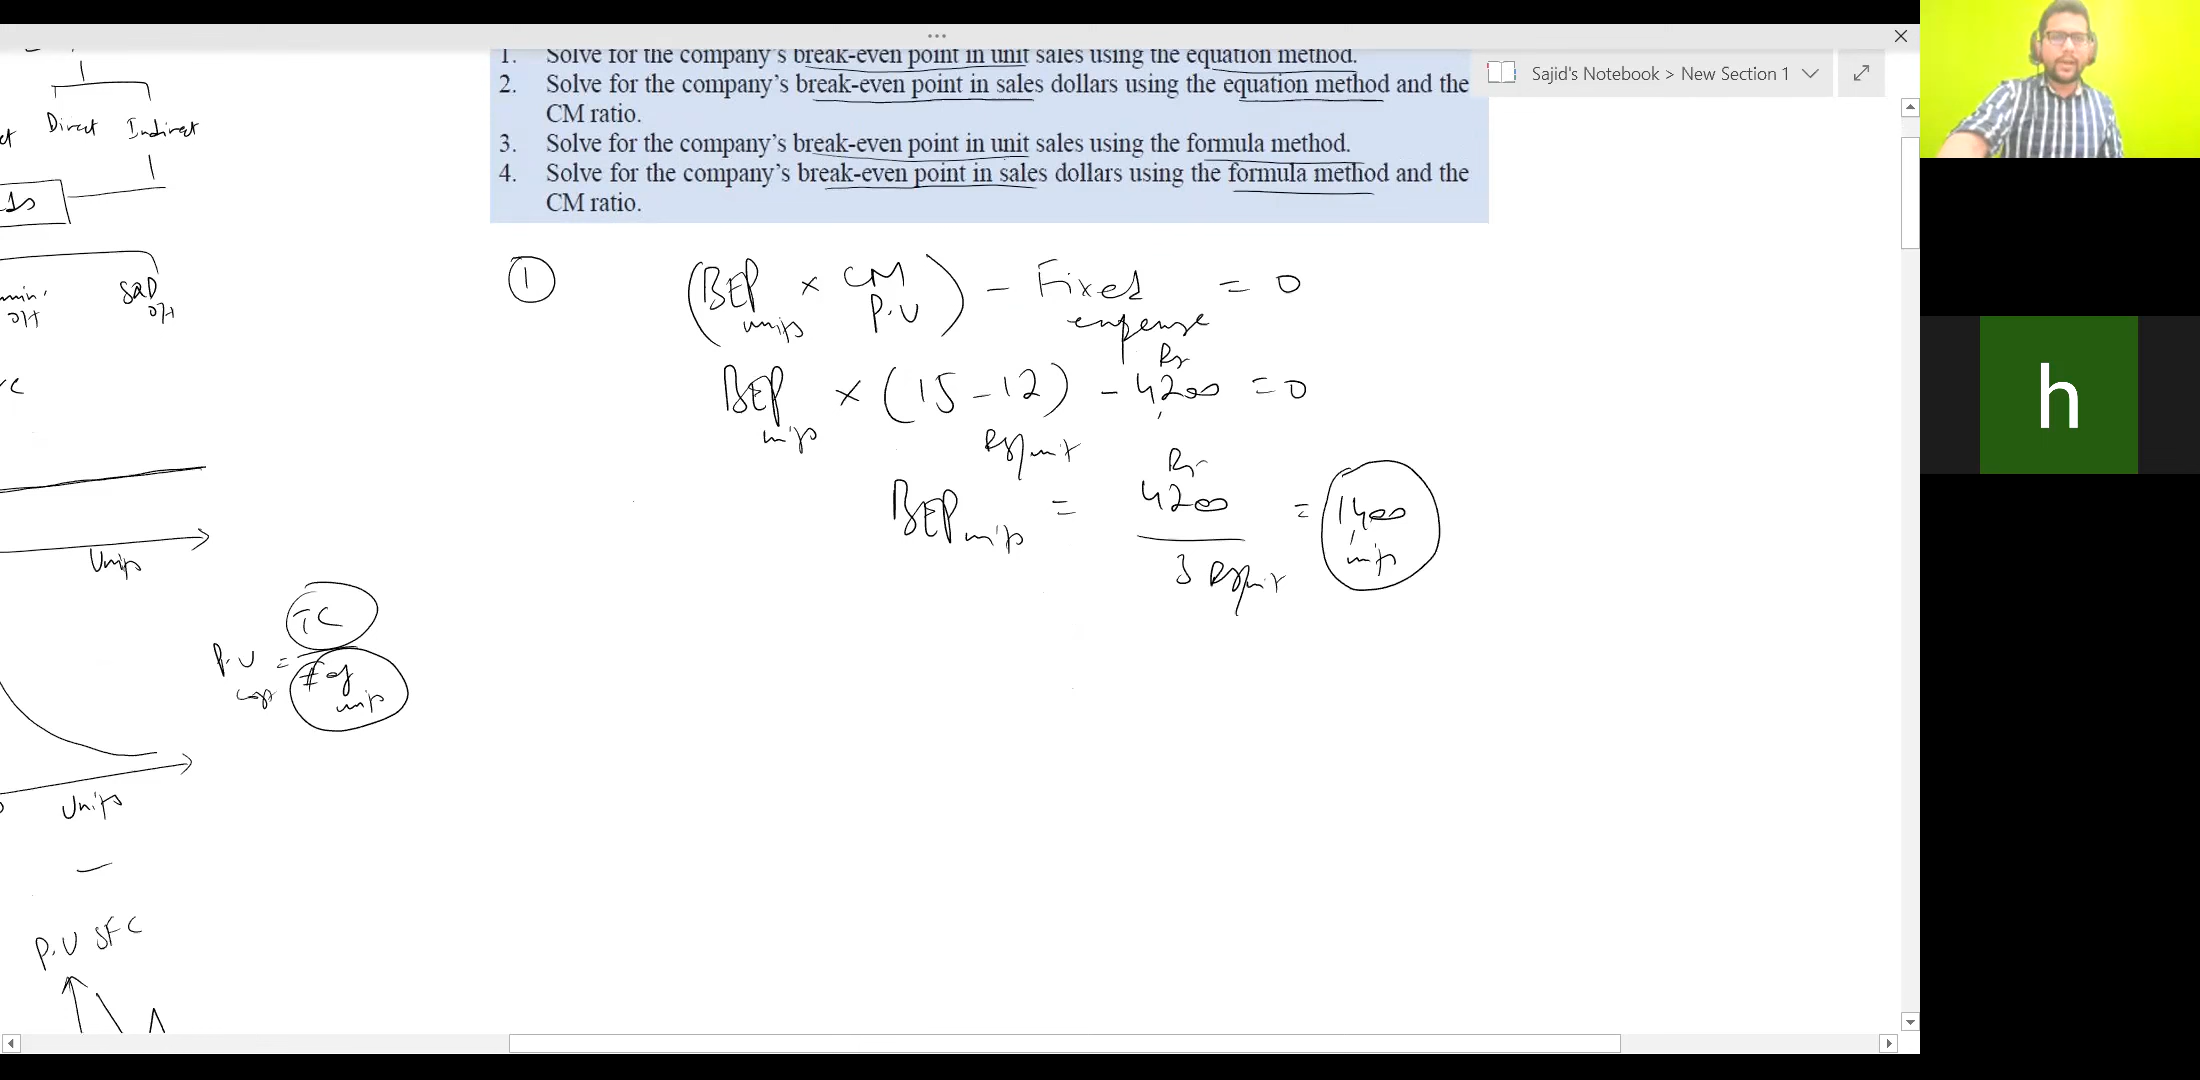 1. Solve for the company's break-even point in unit sales using the equation method.
2. Solve for the company's break-even point in sales dollars using the equation method and the
CM ratio.
3. Solve for the company's break-even point in unit sales using the formula method.
4. Solve for the company's break-even point in sales dollars using the formula method and the
CM ratio.
Sajid's Notebook > New Section 1
Direct Indirect
S&D
O/H
Units
TC
P.U = # of
units
Units
P.U SFC
1 (BEP units × CM P.U) - Fixed expense = 0
BEP units × (15-12) - 4200 = 0
Rs/unit
BEP units = 4200 / 3 Rs/unit = 1400 units
h